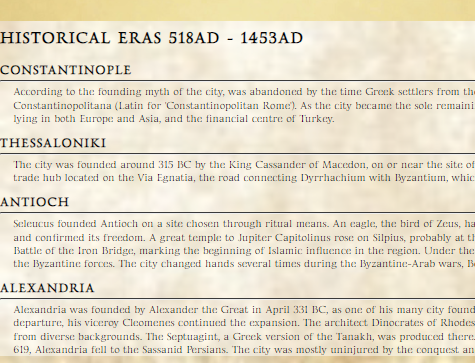 HISTORICAL ERAS 518AD - 1453AD
CONSTANTINOPLE
According to the founding myth of the city, was abandoned by the time Greek settlers from the
Constantinopolitana (Latin for 'Constantinopolitan Rome'). As the city became the sole remaini
lying in both Europe and Asia, and the financial centre of Turkey.
THESSALONIKI
The city was founded around 315 BC by the King Cassander of Macedon, on or near the site of
trade hub located on the Via Egnatia, the road connecting Dyrrhachium with Byzantium, whic
ANTIOCH
Seleucus founded Antioch on a site chosen through ritual means. An eagle, the bird of Zeus, ha
and confirmed its freedom. A great temple to Jupiter Capitolinus rose on Silpius, probably at th
Battle of the Iron Bridge, marking the beginning of Islamic influence in the region. Under the
the Byzantine forces. The city changed hands several times during the Byzantine-Arab wars, B
ALEXANDRIA
Alexandria was founded by Alexander the Great in April 331 BC, as one of his many city found
departure, his viceroy Cleomenes continued the expansion. The architect Dinocrates of Rhodes
from diverse backgrounds. The Septuagint, a Greek version of the Tanakh, was produced there
619, Alexandria fell to the Sassanid Persians. The city was mostly uninjured by the conquest a